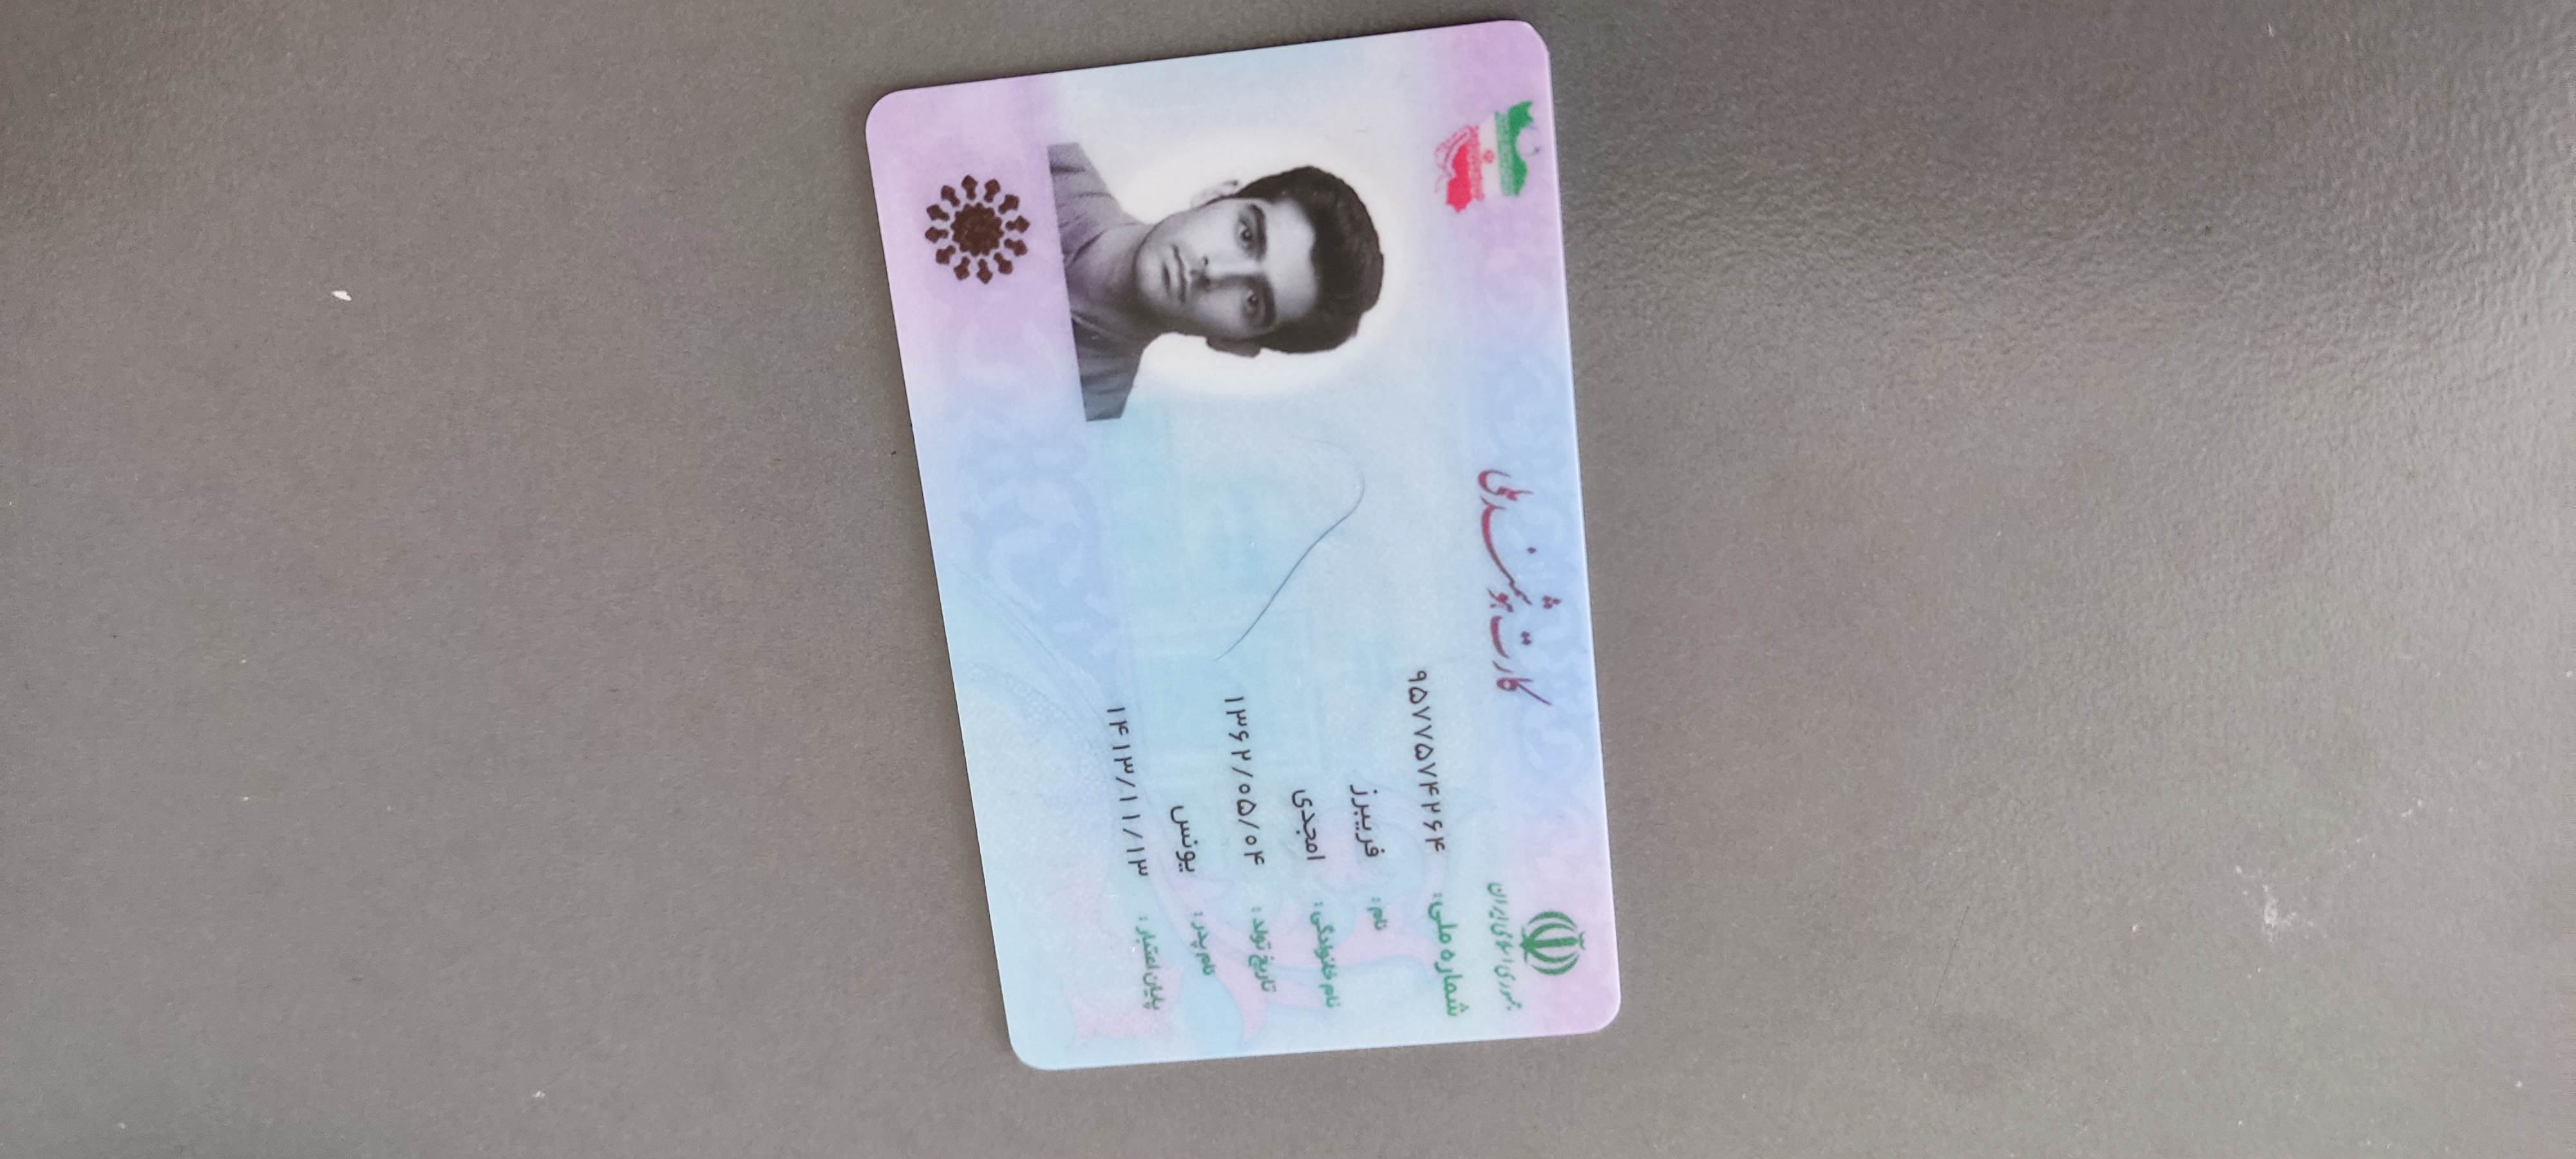 جمهوری اسلامی ایران
کارت هوشمند ملی
شماره ملی: ۹۵۷۷۵۷۴۲۶۴
نام: فریبرز
نام خانوادگی: امجدی
تاریخ تولد: ۱۳۶۲/۰۵/۰۴
نام پدر: یونس
پایان اعتبار: ۱۴۱۳/۱۱/۱۳